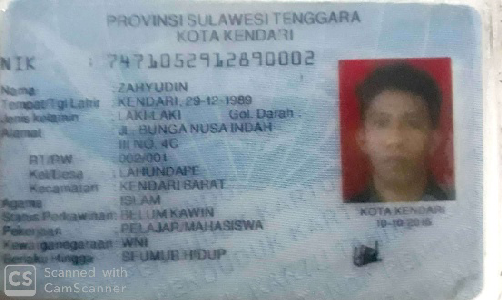 PROVINSI SULAWESI TENGGARA
KOTA KENDARI
NIK : 7471052912890002
Nama : ZAHYUDIN
Tempat/Tgl Lahir : KENDARI, 29-12-1989
Jenis kelamin : LAKI-LAKI Gol. Darah :
Alamat : JL. BUNGA NUSA INDAH
III NO. 4C
RT/RW : 002/001
Kel/Desa : LAHUNDAPE
Kecamatan : KENDARI BARAT
Agama : ISLAM
Status Perkawinan : BELUM KAWIN
Pekerjaan : PELAJAR/MAHASISWA
Kewarganegaraan : WNI
Berlaku Hingga : SEUMUR HIDUP
KOTA KENDARI
CS Scanned with
CamScanner